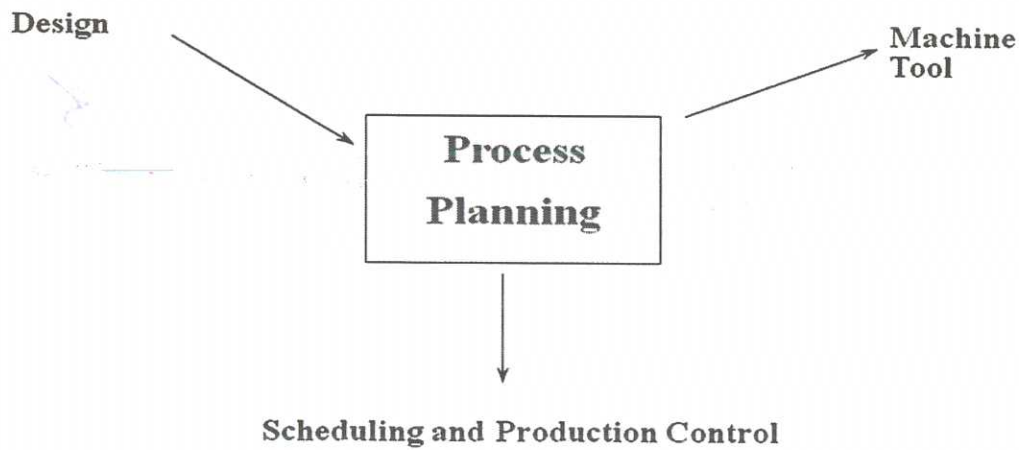 Design
Machine
Tool
Process
Planning
Scheduling and Production Control